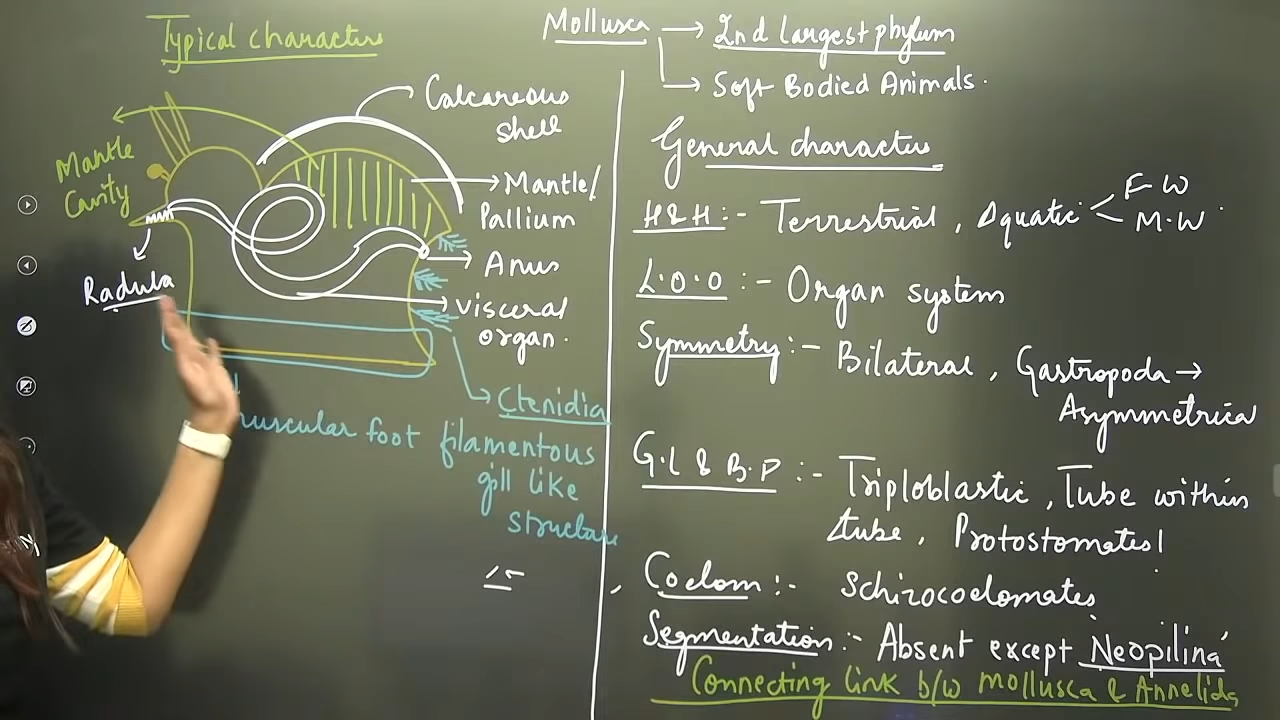 Typical characters
Calcareous
shell
Mantle
Cavity
Mantle/
Pallium
Anus
Radula
Visceral
organ.
Ctenidia
muscular foot
filamentous
gill like
structure
Mollusca → 2nd largest phylum
→ Soft Bodied Animals.
General characters
H & H :- Terrestrial, Aquatic < F W
M.W
L.O.O :- Organ system
Symmetry :- Bilateral, Gastropoda →
Asymmetrical
G.L & B.P :- Triploblastic, Tube within
tube, Protostomates!
Coelom :- Schizocoelomates
Segmentation :- Absent except Neopilina
Connecting link b/w Mollusca & Annelida